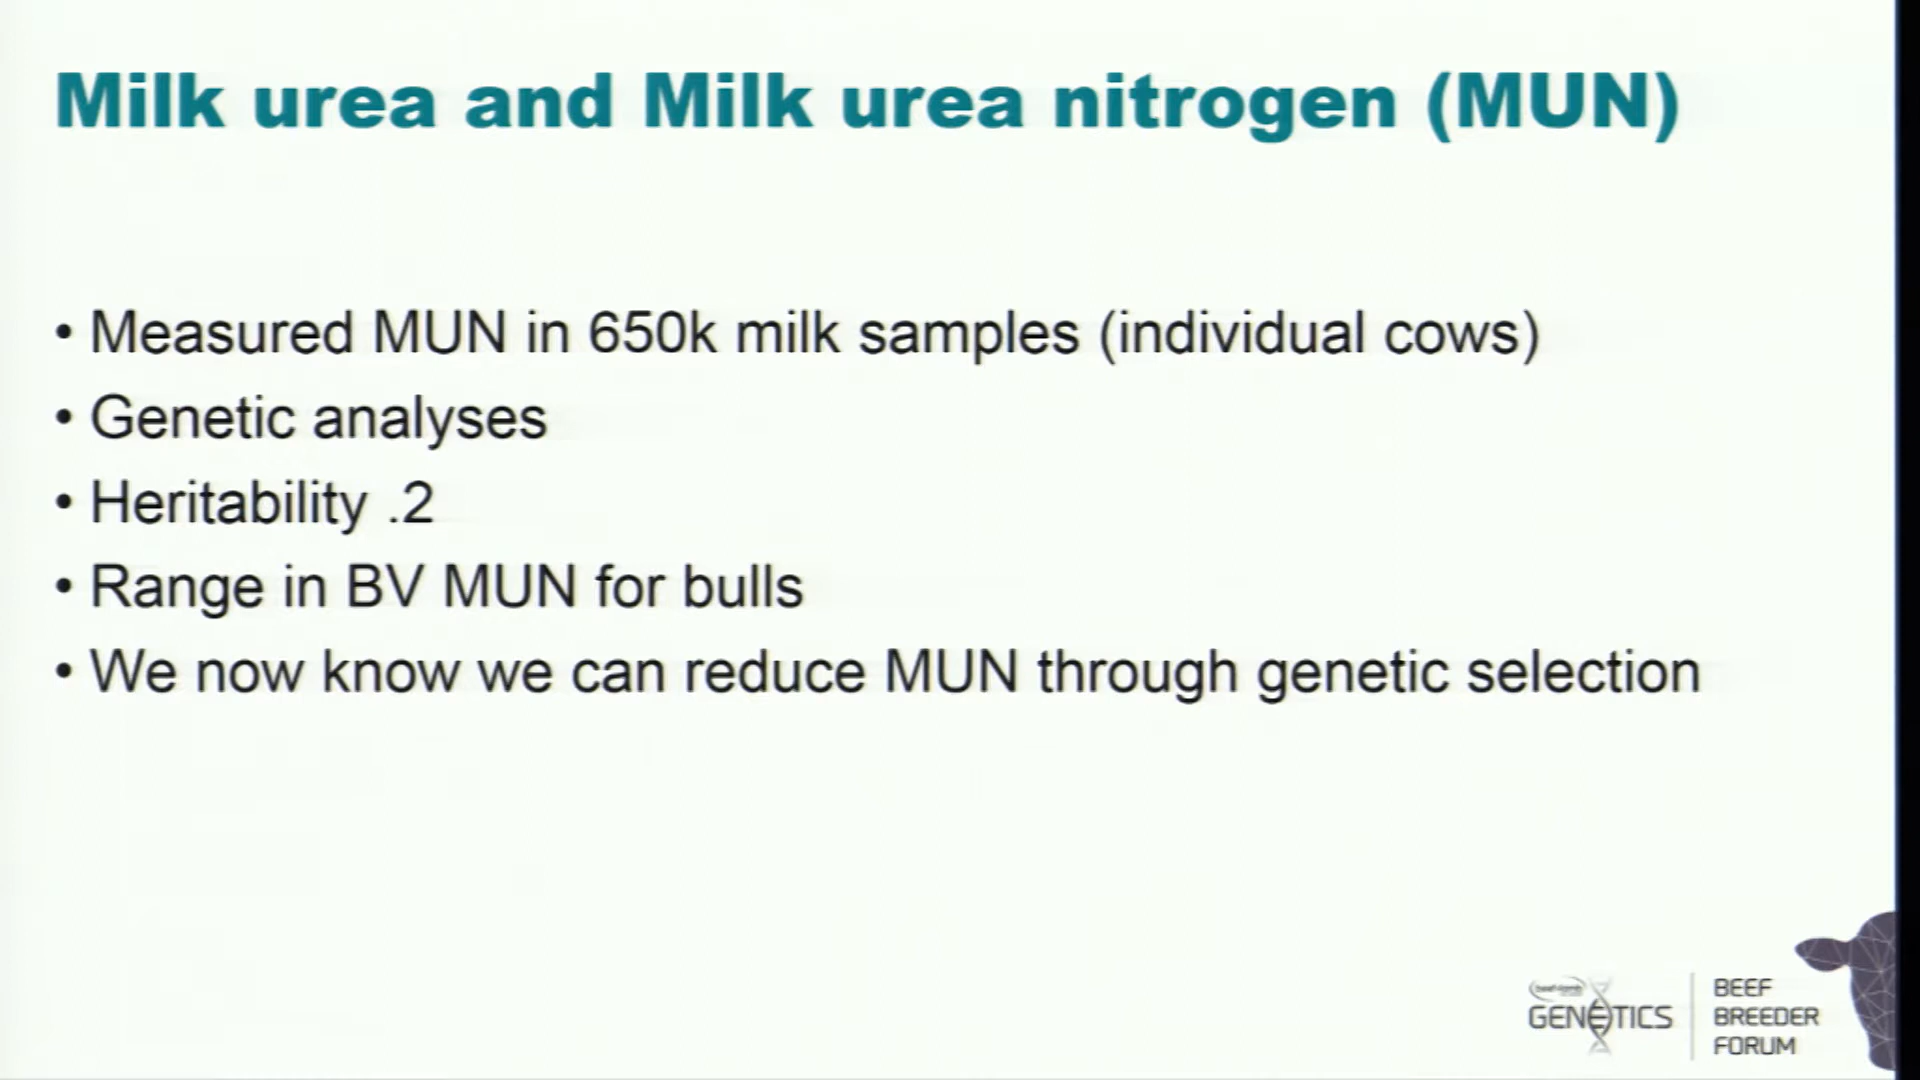 Milk urea and Milk urea nitrogen (MUN)
• Measured MUN in 650k milk samples (individual cows)
• Genetic analyses
• Heritability .2
• Range in BV MUN for bulls
• We now know we can reduce MUN through genetic selection
GENETICS
BEEF
BREEDER
FORUM